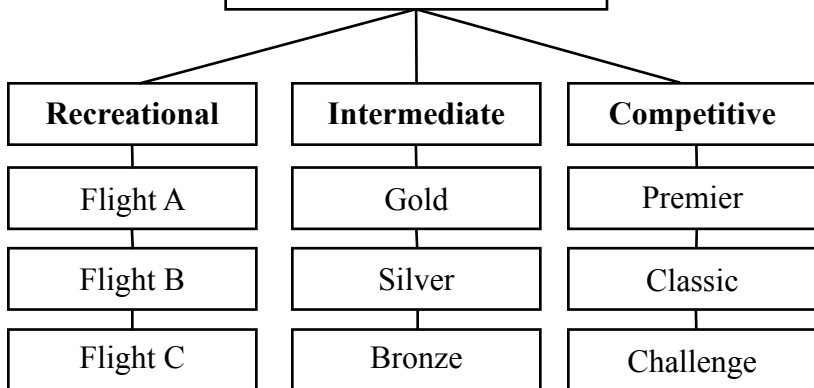 Recreational
Intermediate
Competitive
Flight A
Gold
Premier
Flight B
Silver
Classic
Flight C
Bronze
Challenge